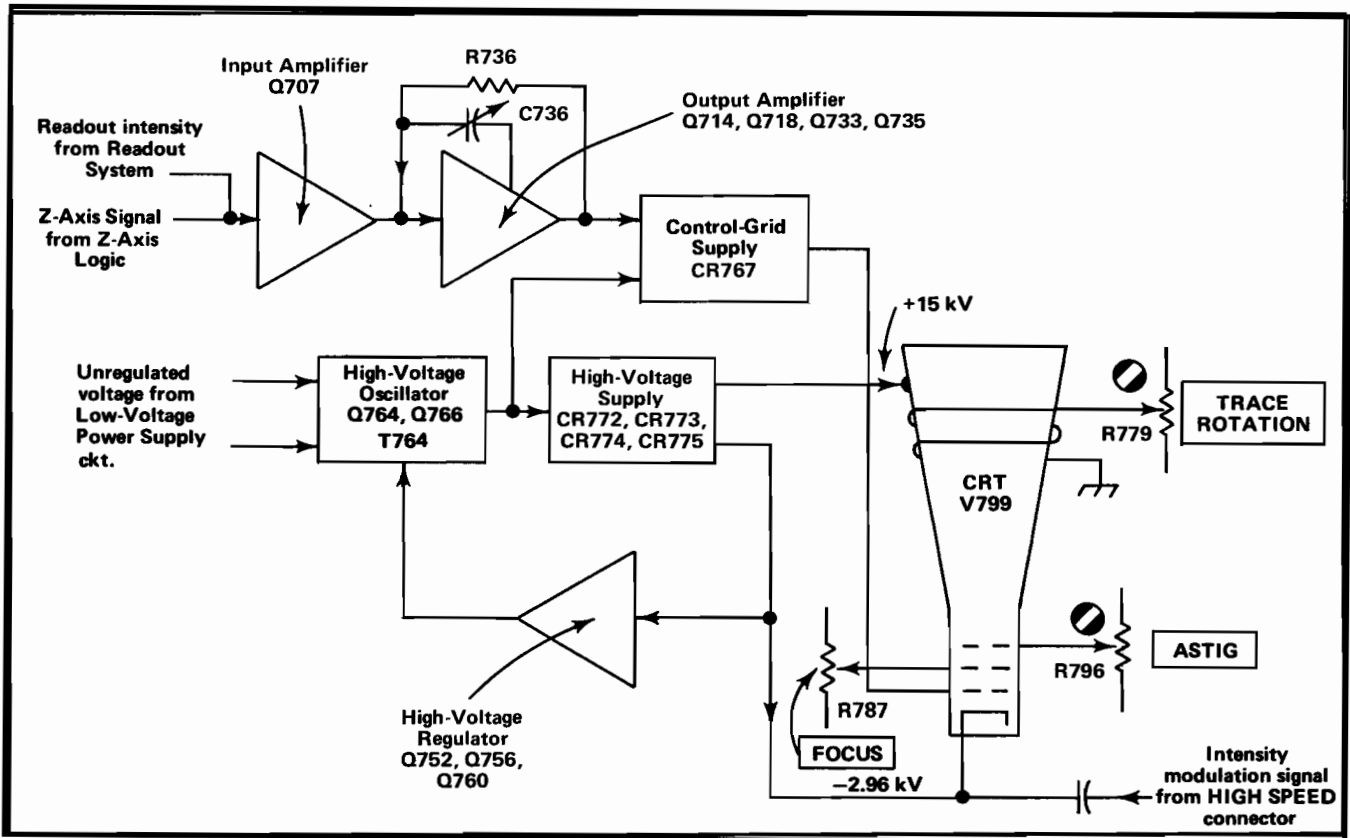 R736
Input Amplifier
Q707
C736
Output Amplifier
Q714, Q718, Q733, Q735
Readout intensity
from Readout
System
Z-Axis Signal
from Z-Axis
Logic
Control-Grid
Supply
CR767
+15 kV
Unregulated
voltage from
Low-Voltage
Power Supply
ckt.
High-Voltage
Oscillator
Q764, Q766
T764
High-Voltage
Supply
CR772, CR773,
CR774, CR775
R779
TRACE
ROTATION
CRT
V799
R796
ASTIG
R787
FOCUS
High-Voltage
Regulator
Q752, Q756,
Q760
−2.96 kV
Intensity
modulation signal
from HIGH SPEED
connector